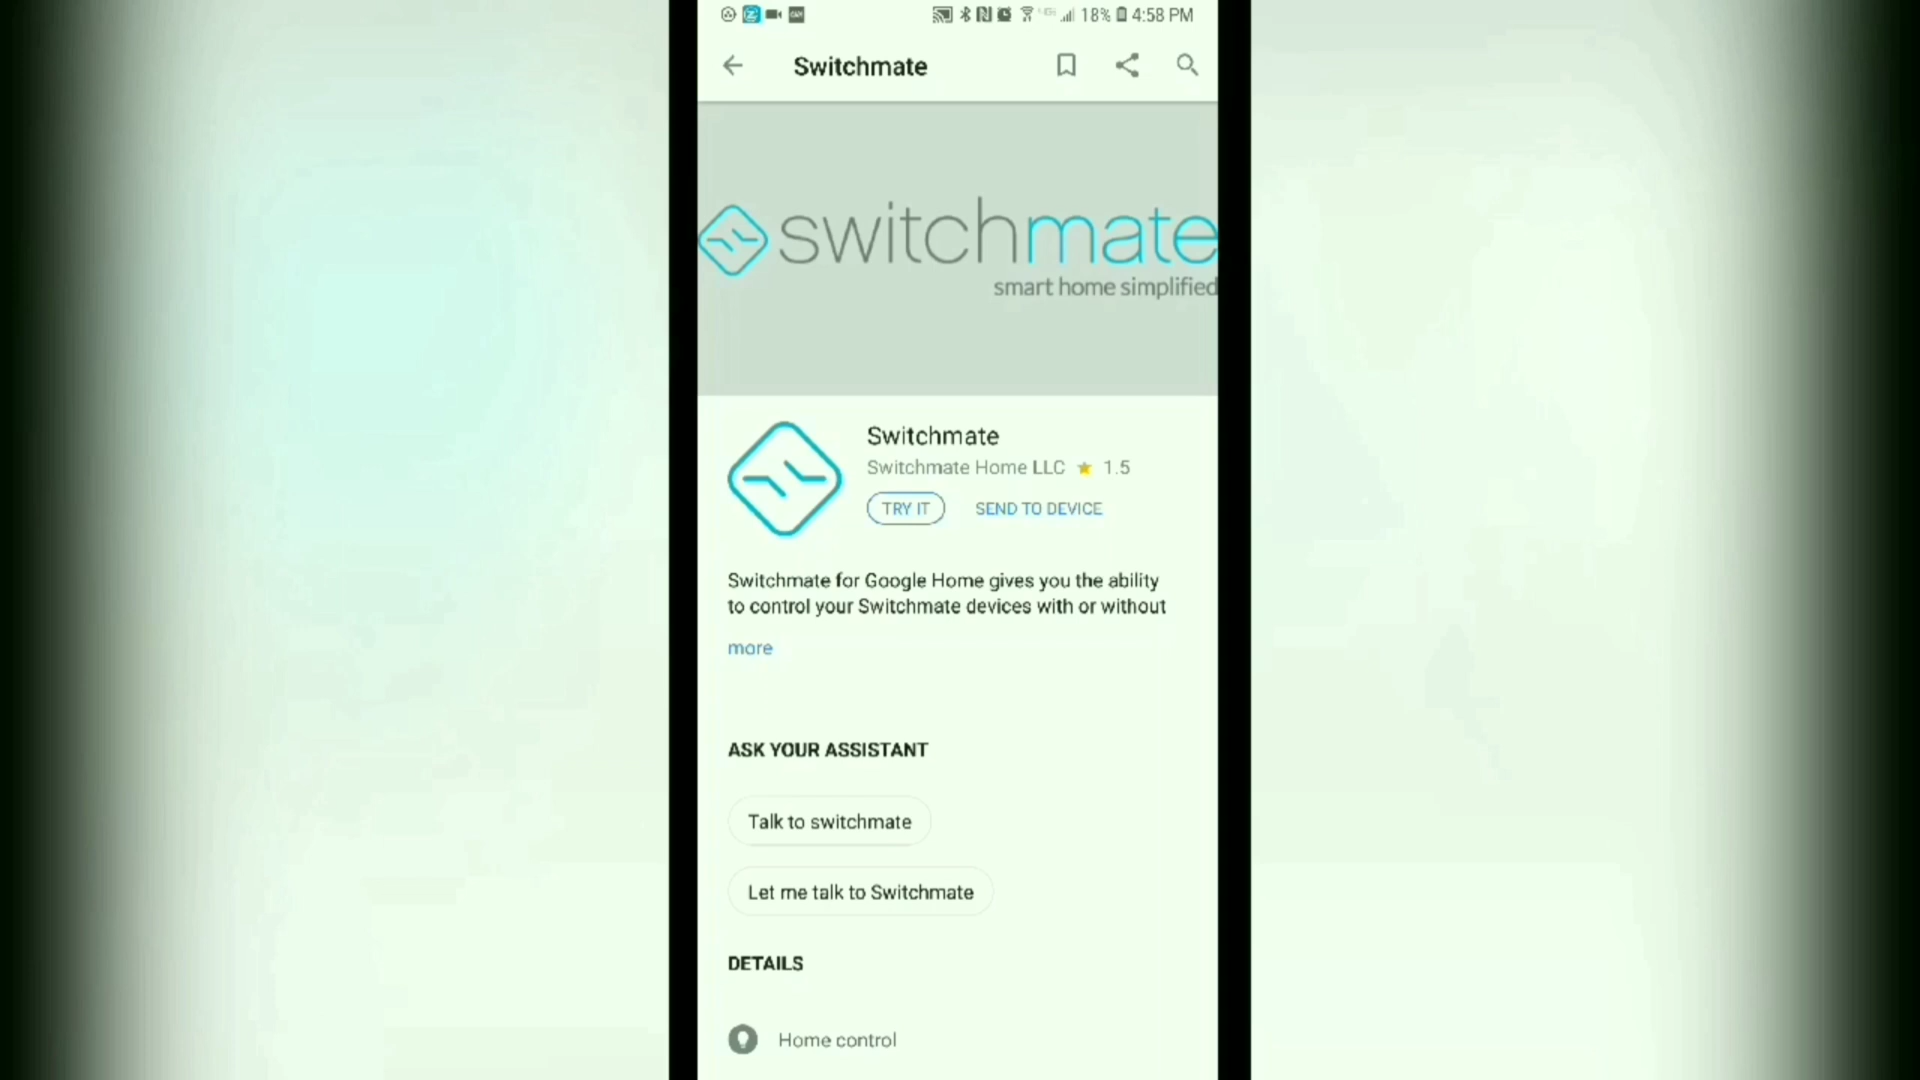 18% 4:58 PM
Switchmate
switchmate
smart home simplified
Switchmate
Switchmate Home LLC ★ 1.5
TRY IT SEND TO DEVICE
Switchmate for Google Home gives you the ability
to control your Switchmate devices with or without
more
ASK YOUR ASSISTANT
Talk to switchmate
Let me talk to Switchmate
DETAILS
Home control